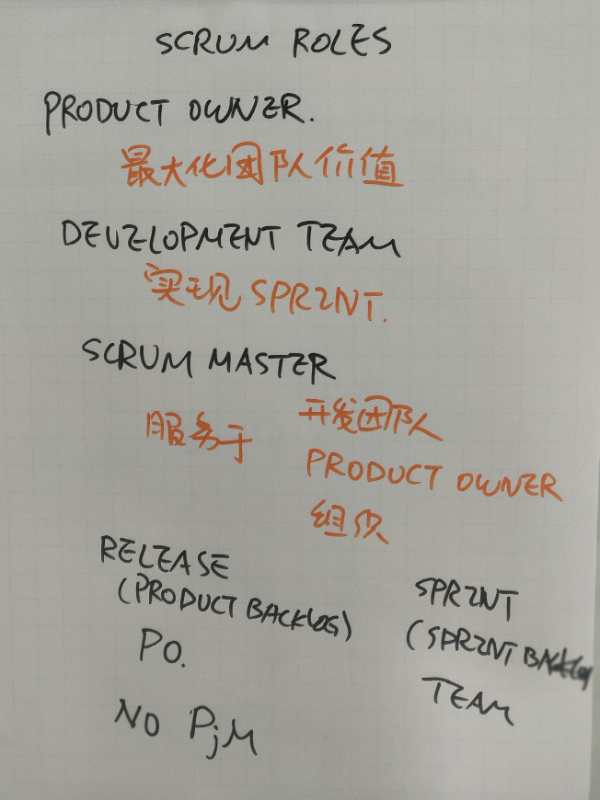 SCRUM ROLES
PRODUCT OWNER.
最大化团队价值
DEVELOPMENT TEAM
实现 SPRINT.
SCRUM MASTER
服务于
开发团队
PRODUCT OWNER
组织
RELEASE
(PRODUCT BACKLOG)
PO.
NO PjM
SPRINT
(SPRINT BACKLOG
TEAM